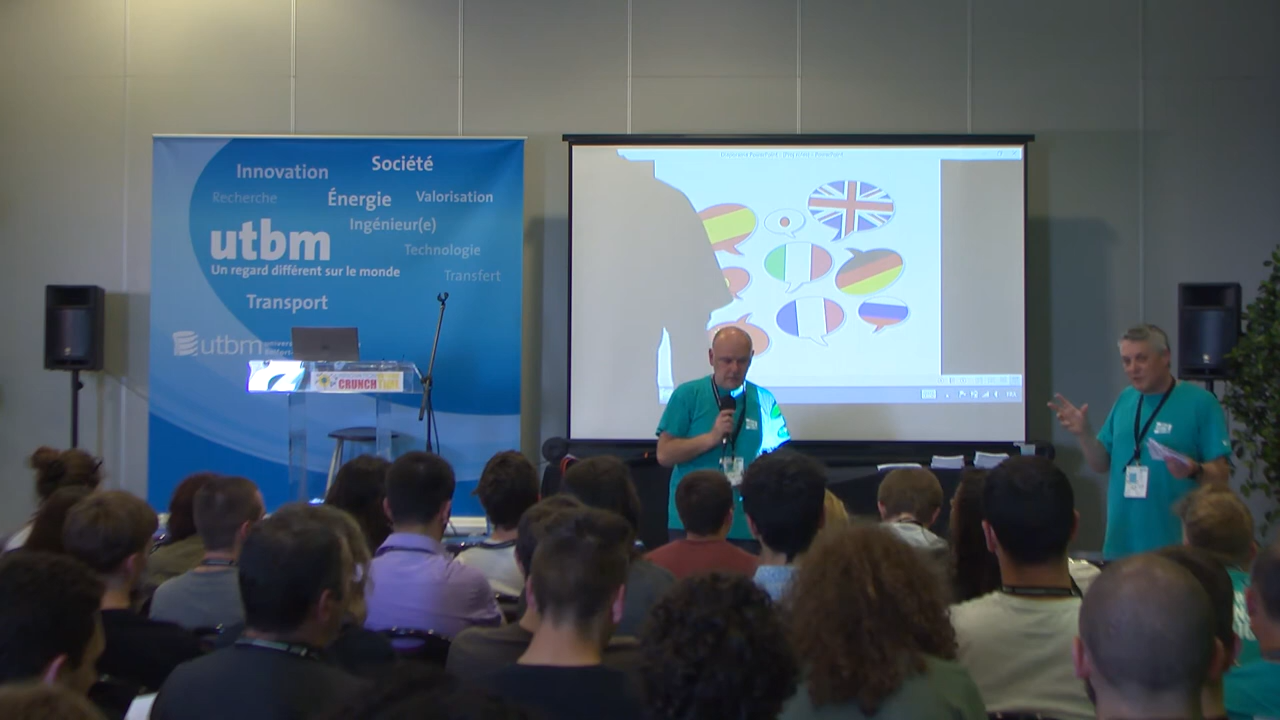 Innovation
Société
Recherche
Énergie
Valorisation
Ingénieur(e)
utbm
Technologie
Un regard différent sur le monde
Transfert
Transport
utbm
CRUNCH